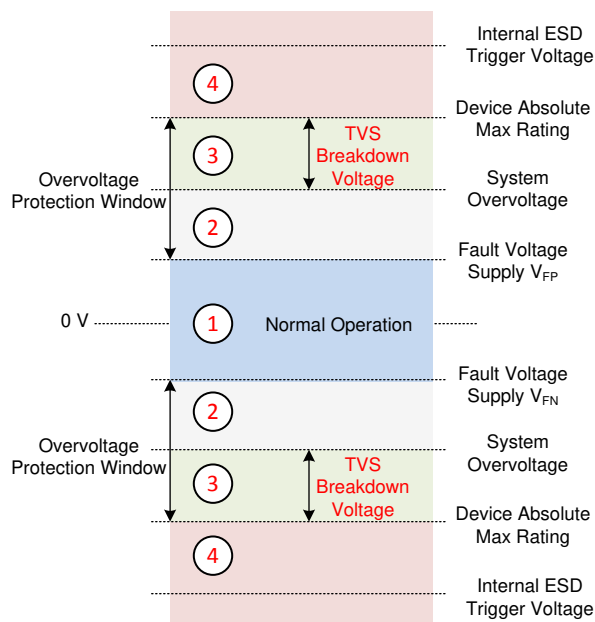 Internal ESD
Trigger Voltage
4
Device Absolute
Max Rating
TVS
Breakdown
Voltage
3
Overvoltage
Protection Window
System
Overvoltage
2
Fault Voltage
Supply VFP
0 V
1
Normal Operation
Fault Voltage
Supply VFN
2
System
Overvoltage
Overvoltage
Protection Window
TVS
Breakdown
Voltage
3
Device Absolute
Max Rating
4
Internal ESD
Trigger Voltage